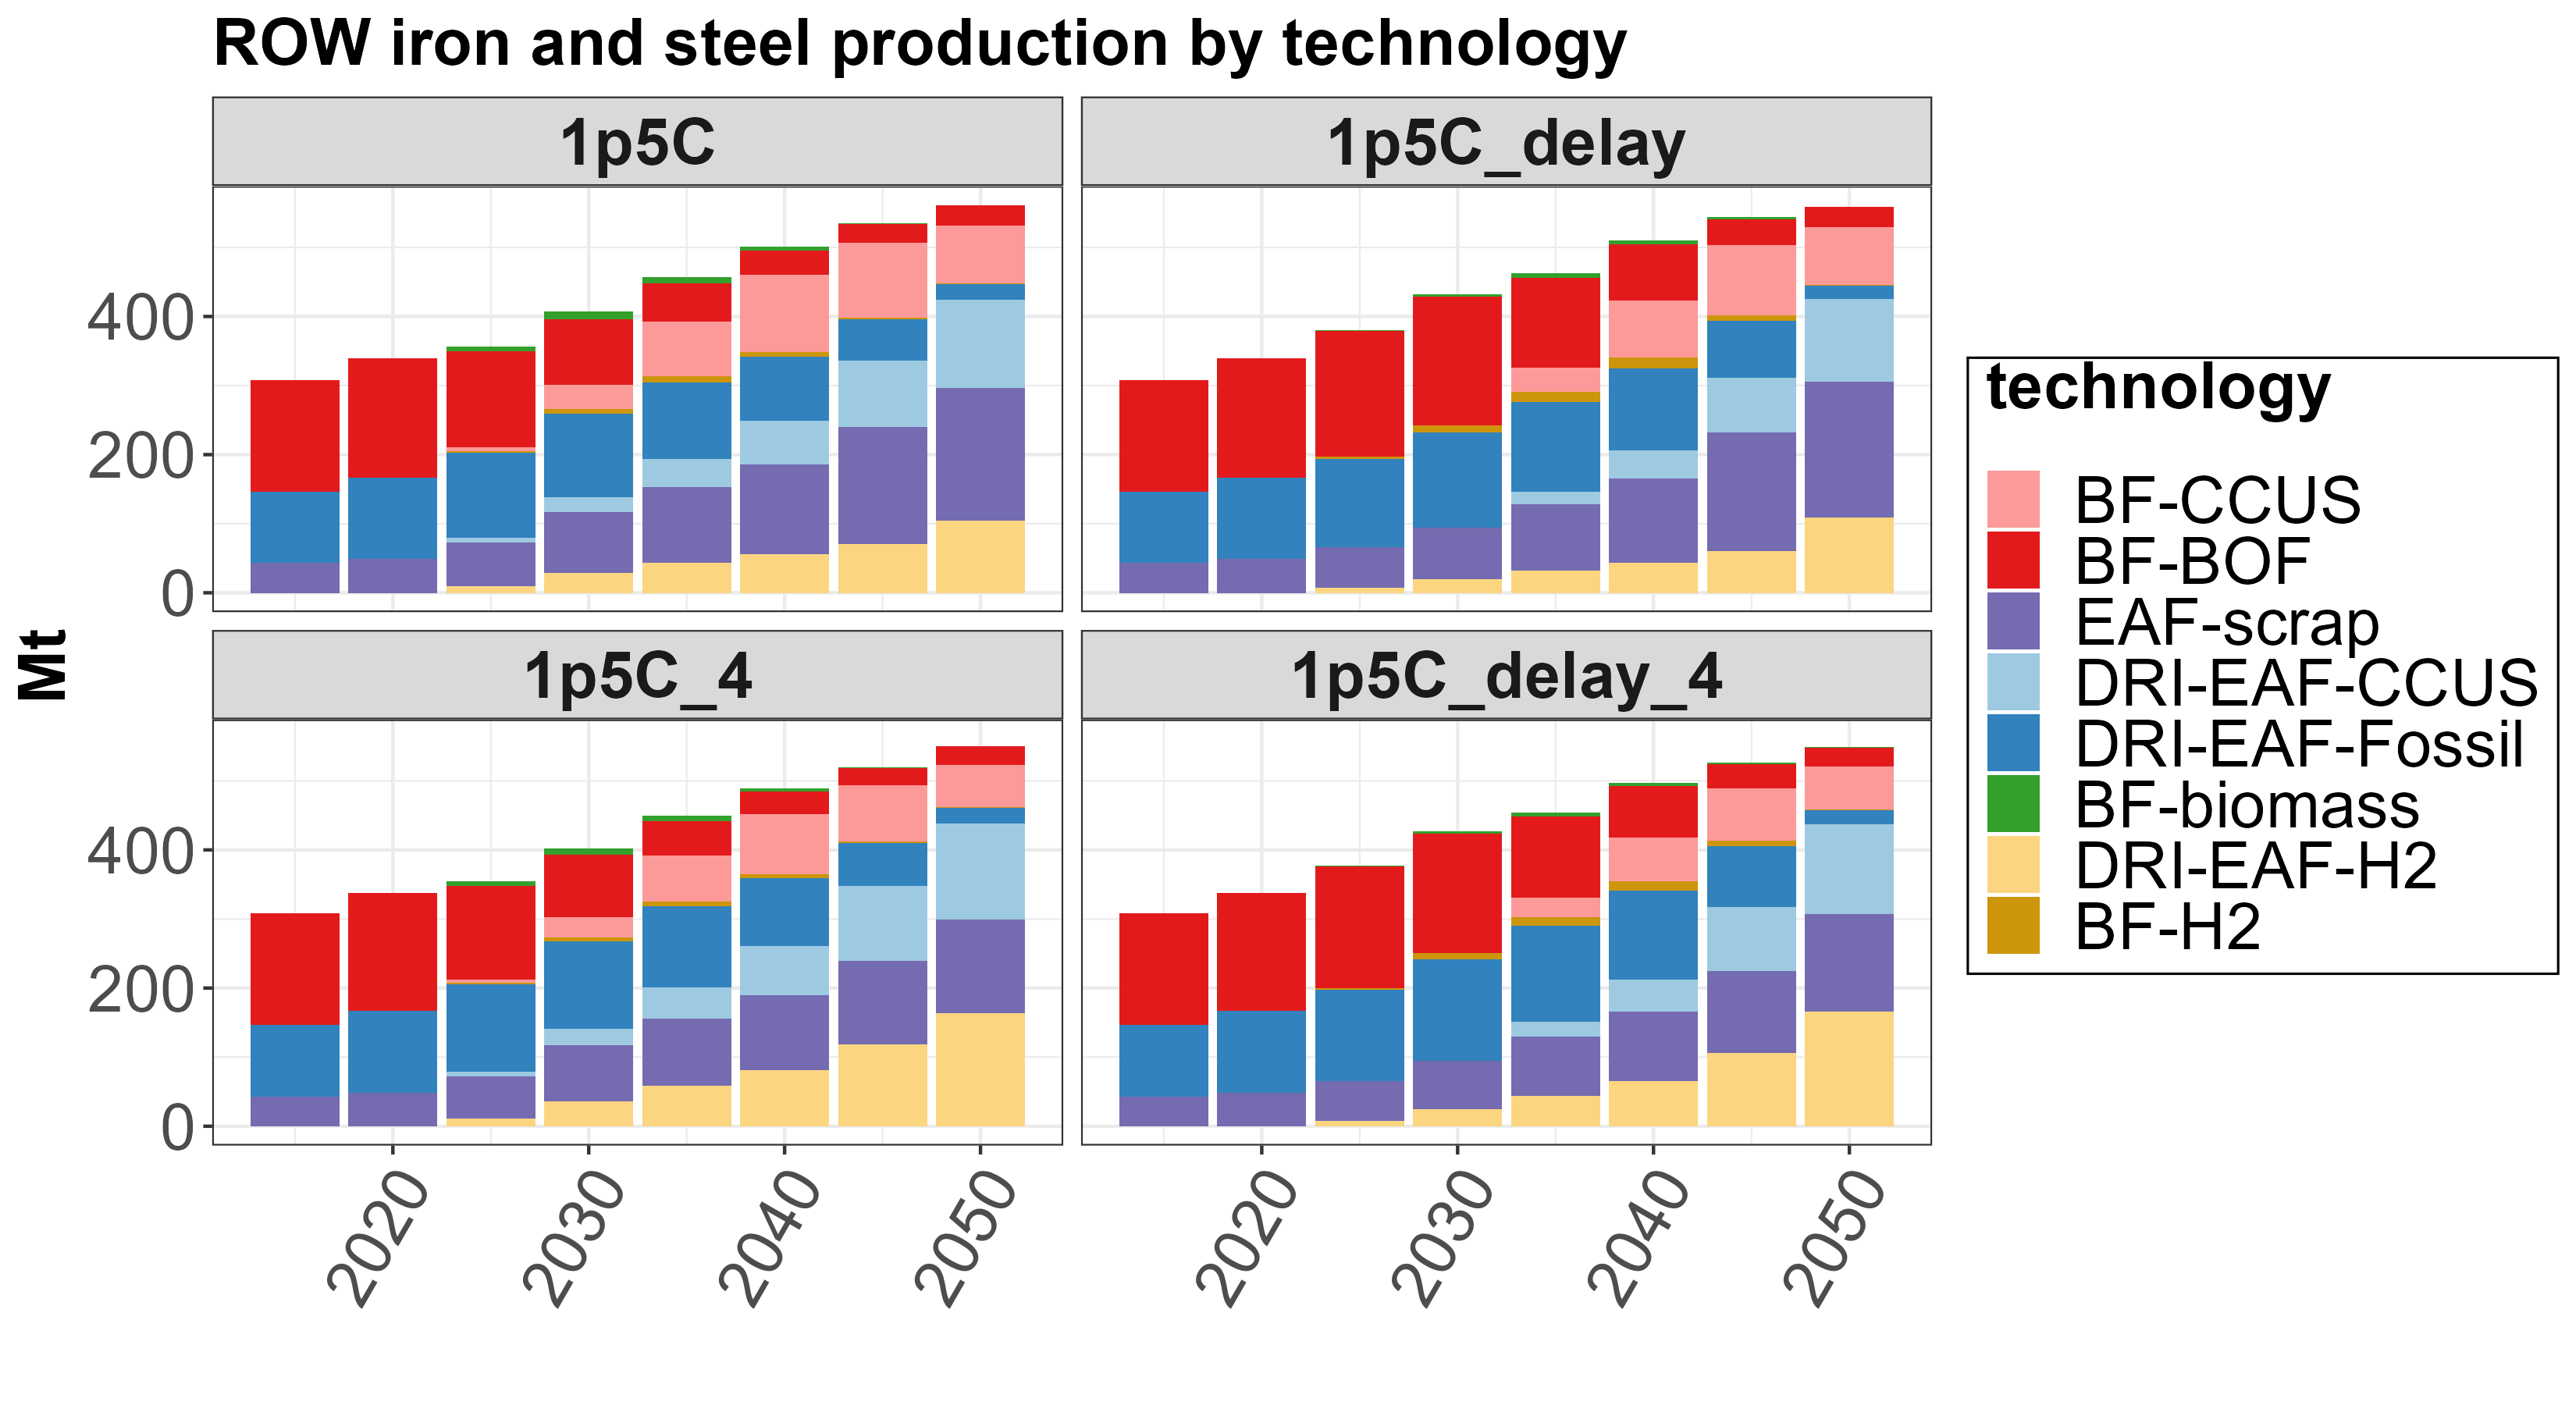 ROW iron and steel production by technology
1p5C
1p5C_delay
400
200
0
Mt
1p5C_4
1p5C_delay_4
400
200
0
2020
2030
2040
2050
2020
2030
2040
2050
technology
BF-CCUS
BF-BOF
EAF-scrap
DRI-EAF-CCUS
DRI-EAF-Fossil
BF-biomass
DRI-EAF-H2
BF-H2